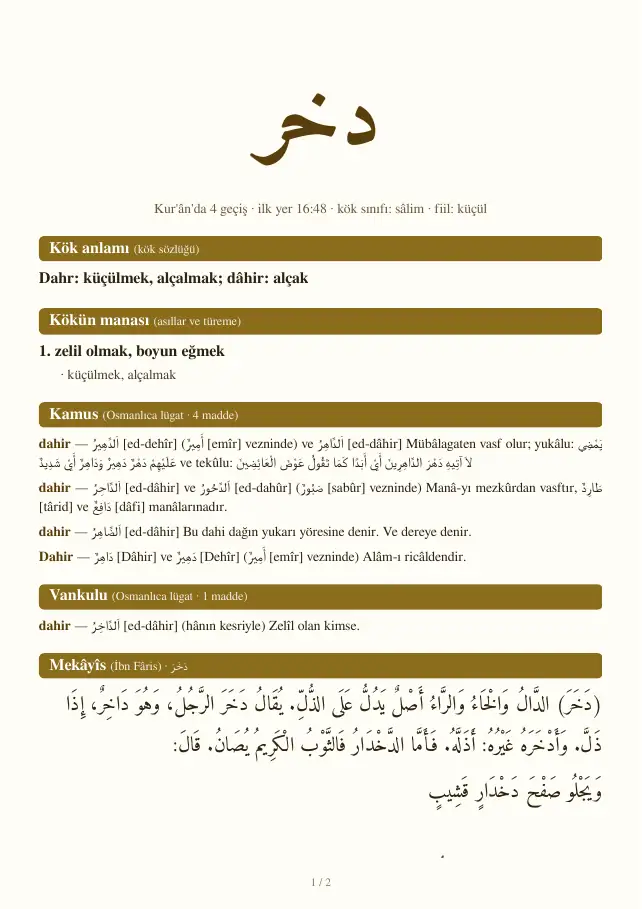 دخر
Kur'ân'da 4 geçiş · ilk yer 16:48 · kök sınıfı: sâlim · fiil: küçül
Kök anlamı (kök sözlüğü)
Dahr: küçülmek, alçalmak; dâhir: alçak
Kökün manası (asıllar ve türeme)
1. zelil olmak, boyun eğmek
· küçülmek, alçalmak
Kamus (Osmanlıca lügat · 4 madde)
dahir — اَلدَّهِيرُ [ed-dehîr] (أَمِيرٌ [emîr] vezninde) ve اَلدَّاهِرُ [ed-dâhir] Mübâlagaten vasf olur; yukâlu: يَمْضِي
عَلَيْهِمْ دَهْرٌ دَهِيرٌ وَدَاهِرٌ أَيْ شَدِيدٌ ve tekûlu: لاَ آتِيهِ دَهْرَ الدَّاهِرِينَ أَيْ أَبَدًا كَمَا تَقُولُ عَوْضَ الْعَائِضِينَ
dahir — اَلدَّاحِرُ [ed-dâhir] ve اَلدَّحُورُ [ed-dahûr] (صَبُورٌ [sabûr] vezninde) Manâ-yı mezkûrdan vasftır, طَارِدٌ
[târid] ve دَافِعٌ [dâfi] manâlarınadır.
dahir — اَلضَّاهِرُ [ed-dâhir] Bu dahi dağın yukarı yöresine denir. Ve dereye denir.
Dahir — دَاهِرٌ [Dâhir] ve دَهِيرٌ [Dehîr] (أَمِيرٌ [emîr] vezninde) Alâm-ı ricâldendir.
Vankulu (Osmanlıca lügat · 1 madde)
dahir — اَلدَّاخِرُ [ed-dâhir] (hânın kesriyle) Zelîl olan kimse.
Mekâyîs (İbn Fâris) · دَخَرَ
(دَخَرَ) الدَّالُ وَالْخَاءُ وَالرَّاءُ أَصْلٌ يَدُلُّ عَلَى الذُّلِّ. يُقَالُ دَخَرَ الرَّجُلُ، وَهُوَ دَاخِرٌ، إِذَا
ذَلَّ. وَأَدْخَرَهُ غَيْرُهُ: أَذَلَّهُ. فَأَمَّا الدَّخْدَارُ فَالثَّوْبُ الْكَرِيمُ يُصَانُ. قَالَ:
وَيَجْلُو صَفْحَ دَخْدَارٍ قَشِيبٍ
1 / 2